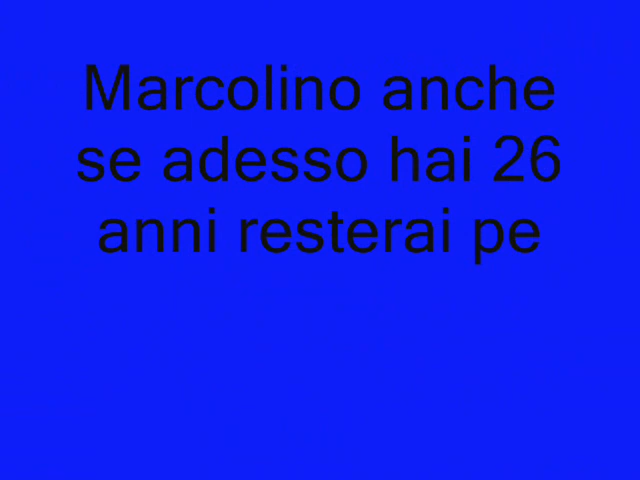 Marcolino anche
se adesso hai 26
anni resterai pe